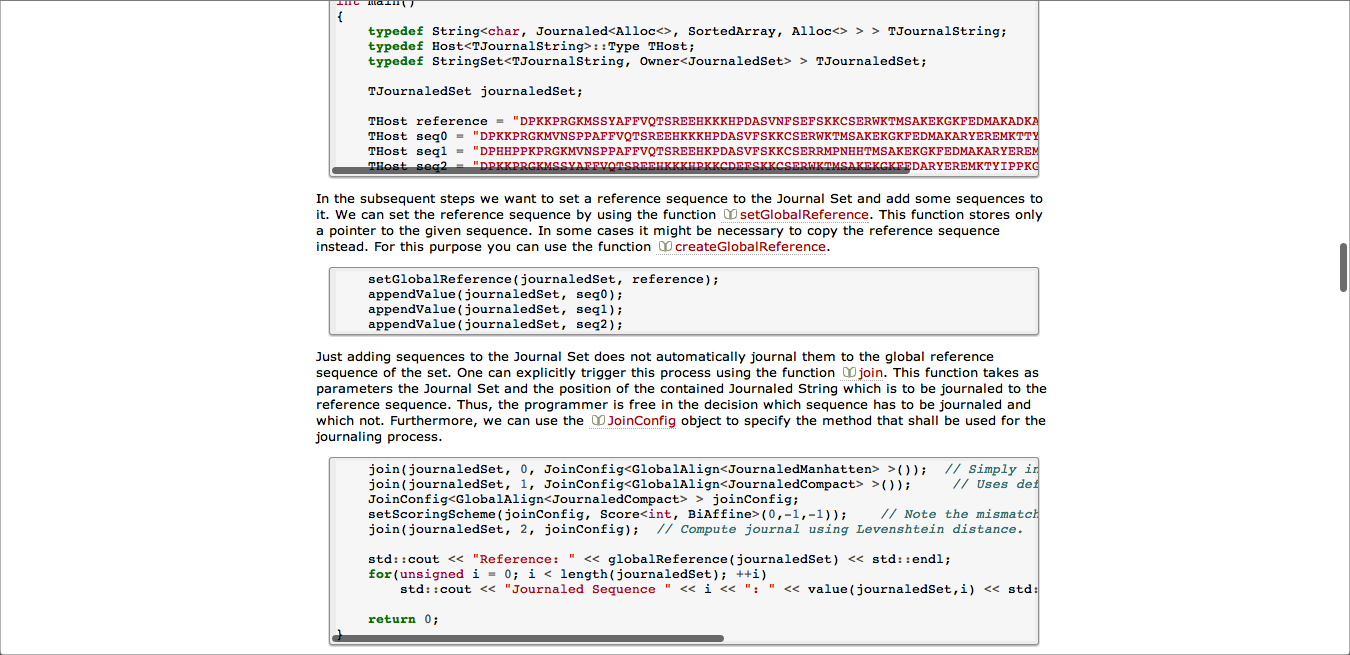 int main()
{
    typedef String<char, Journaled<Alloc<>, SortedArray, Alloc<> > > TJournalString;
    typedef Host<TJournalString>::Type THost;
    typedef StringSet<TJournalString, Owner<JournaledSet> > TJournaledSet;
    TJournaledSet journaledSet;
    THost reference = "DPKKPRGKMSSYAFFVQTSREEHKKKHPDASVNFSEFSKKCSERWKTMSAKEKGKFEDMAKADKA
    THost seq0 = "DPKKPRGKMVNSPPAFFVQTSREEHKKKHPDASVFSKKCSERWKTMSAKEKGKFEDMAKARYEREMKTTY
    THost seq1 = "DPHHPPKPRGKMVNSPPAFFVQTSREEHKPDASVFSKKCSERRMPNHHTMSAKEKGKFEDMAKARYEREM
    THost seq2 = "DPKKPRGKMSSYAFFVQTSREEHKKKHPKKCDEFSKKCSERWKTMSAKEKGKFEDARYEREMKTYIPPKG
In the subsequent steps we want to set a reference sequence to the Journal Set and add some sequences to
it. We can set the reference sequence by using the function setGlobalReference. This function stores only
a pointer to the given sequence. In some cases it might be necessary to copy the reference sequence
instead. For this purpose you can use the function createGlobalReference.
    setGlobalReference(journaledSet, reference);
    appendValue(journaledSet, seq0);
    appendValue(journaledSet, seq1);
    appendValue(journaledSet, seq2);
Just adding sequences to the Journal Set does not automatically journal them to the global reference
sequence of the set. One can explicitly trigger this process using the function join. This function takes as
parameters the Journal Set and the position of the contained Journaled String which is to be journaled to the
reference sequence. Thus, the programmer is free in the decision which sequence has to be journaled and
which not. Furthermore, we can use the JoinConfig object to specify the method that shall be used for the
journaling process.
    join(journaledSet, 0, JoinConfig<GlobalAlign<JournaledManhatten> >());  // Simply in
    join(journaledSet, 1, JoinConfig<GlobalAlign<JournaledCompact> >());     // Uses def
    JoinConfig<GlobalAlign<JournaledCompact> > joinConfig;
    setScoringScheme(joinConfig, Score<int, BiAffine>(0,-1,-1));    // Note the mismatch
    join(journaledSet, 2, joinConfig);  // Compute journal using Levenshtein distance.
    std::cout << "Reference: " << globalReference(journaledSet) << std::endl;
    for(unsigned i = 0; i < length(journaledSet); ++i)
        std::cout << "Journaled Sequence " << i << ": " << value(journaledSet,i) << std:
    return 0;
}